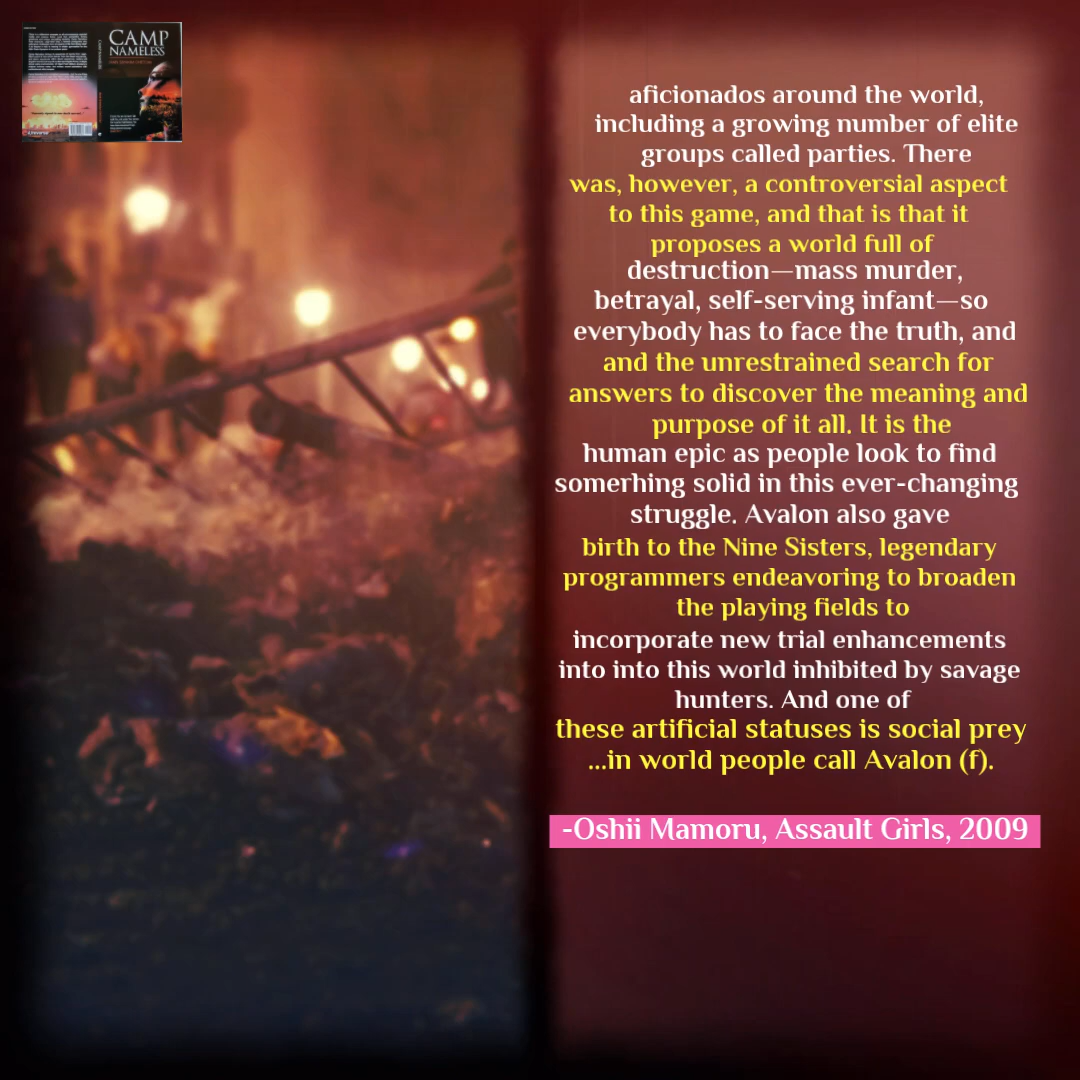 CAMP
NAMELESS
iUniverse
aficionados around the world,
including a growing number of elite
groups called parties. There
was, however, a controversial aspect
to this game, and that is that it
proposes a world full of
destruction—mass murder,
betrayal, self-serving infant—so
everybody has to face the truth, and
and the unrestrained search for
answers to discover the meaning and
purpose of it all. It is the
human epic as people look to find
somerhing solid in this ever-changing
struggle. Avalon also gave
birth to the Nine Sisters, legendary
programmers endeavoring to broaden
the playing fields to
incorporate new trial enhancements
into into this world inhibited by savage
hunters. And one of
these artificial statuses is social prey
...in world people call Avalon (f).
-Oshii Mamoru, Assault Girls, 2009